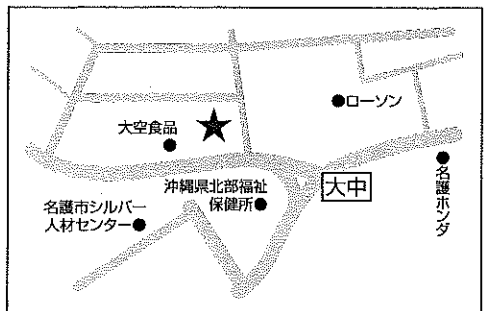 ●ローソン
大空食品
●
大中
沖縄県北部福祉
保健所●
名護市シルバー
人材センター●
●名護ホンダ